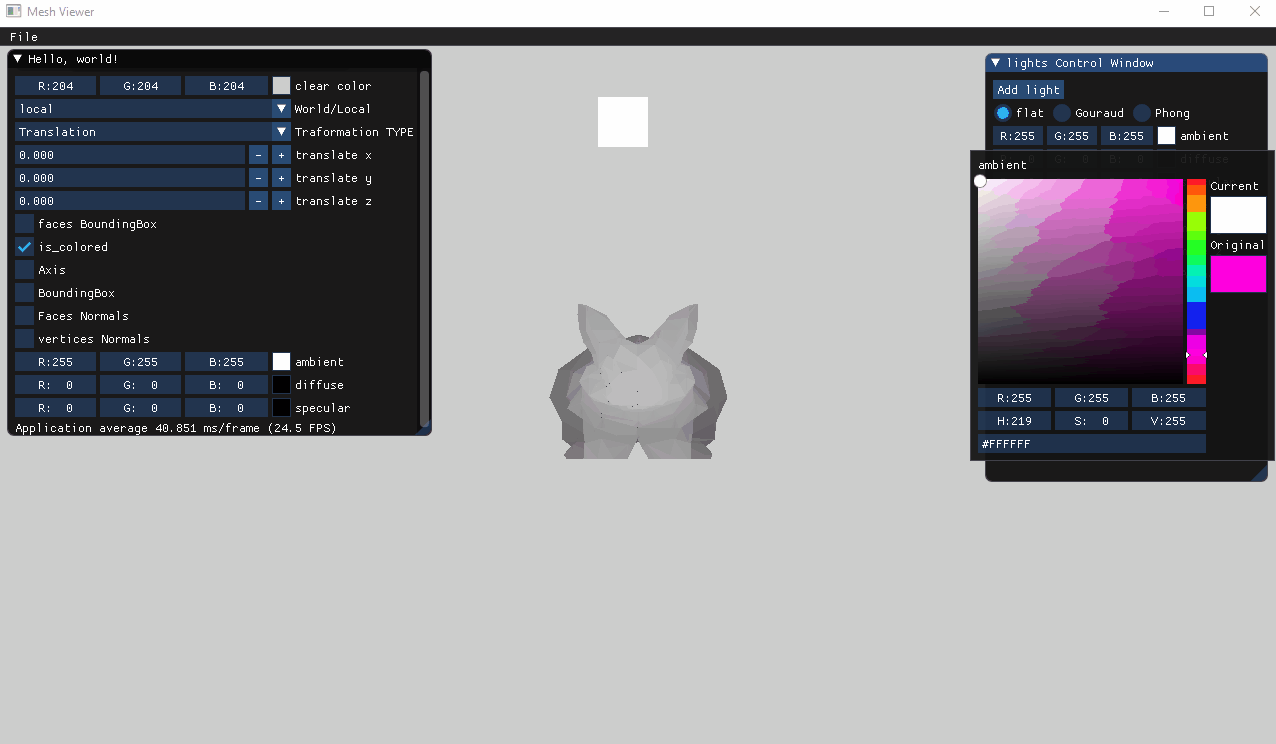 Mesh Viewer
File
Hello, world!
R:204 G:204 B:204 clear color
local World/Local
Translation Traformation TYPE
0.000 - + translate x
0.000 - + translate y
0.000 - + translate z
faces BoundingBox
is_colored
Axis
BoundingBox
Faces Normals
vertices Normals
R:255 G:255 B:255 ambient
R: 0 G: 0 B: 0 diffuse
R: 0 G: 0 B: 0 specular
Application average 40.851 ms/frame (24.5 FPS)
lights Control Window
Add light
flat Gouraud Phong
R:255 G:255 B:255 ambient
diffuse
ambient
Current
Original
R:255 G:255 B:255
H:219 S: 0 V:255
#FFFFFF